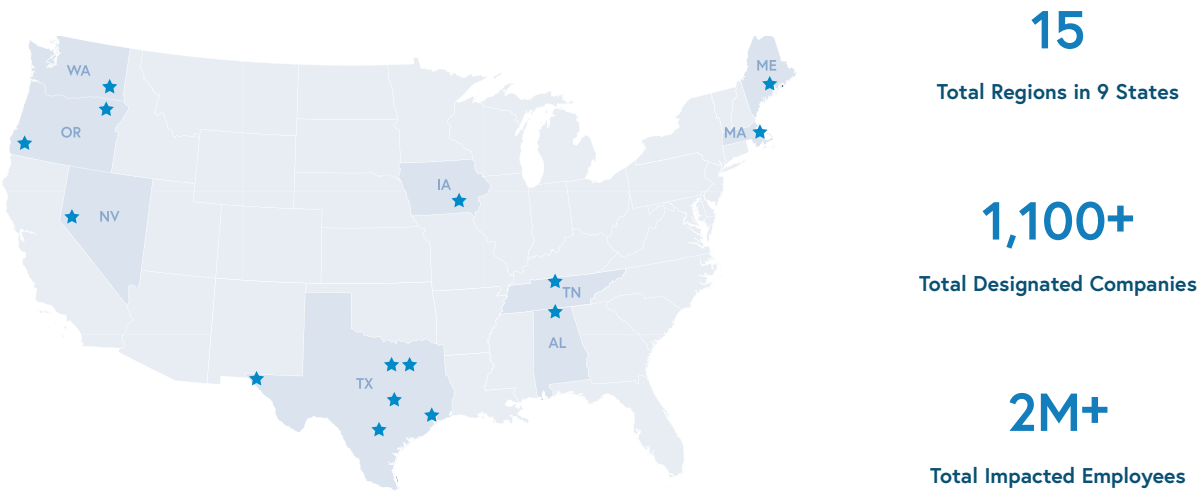 WA
OR
NV
IA
TX
TN
AL
ME
MA
15
Total Regions in 9 States
1,100+
Total Designated Companies
2M+
Total Impacted Employees